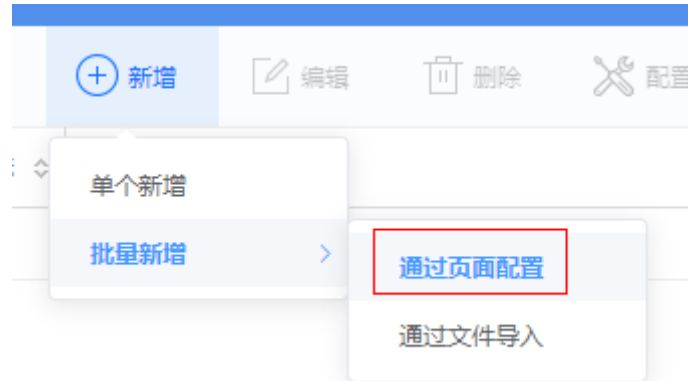 新增 编辑 删除 配置
单个新增
批量新增
通过页面配置
通过文件导入